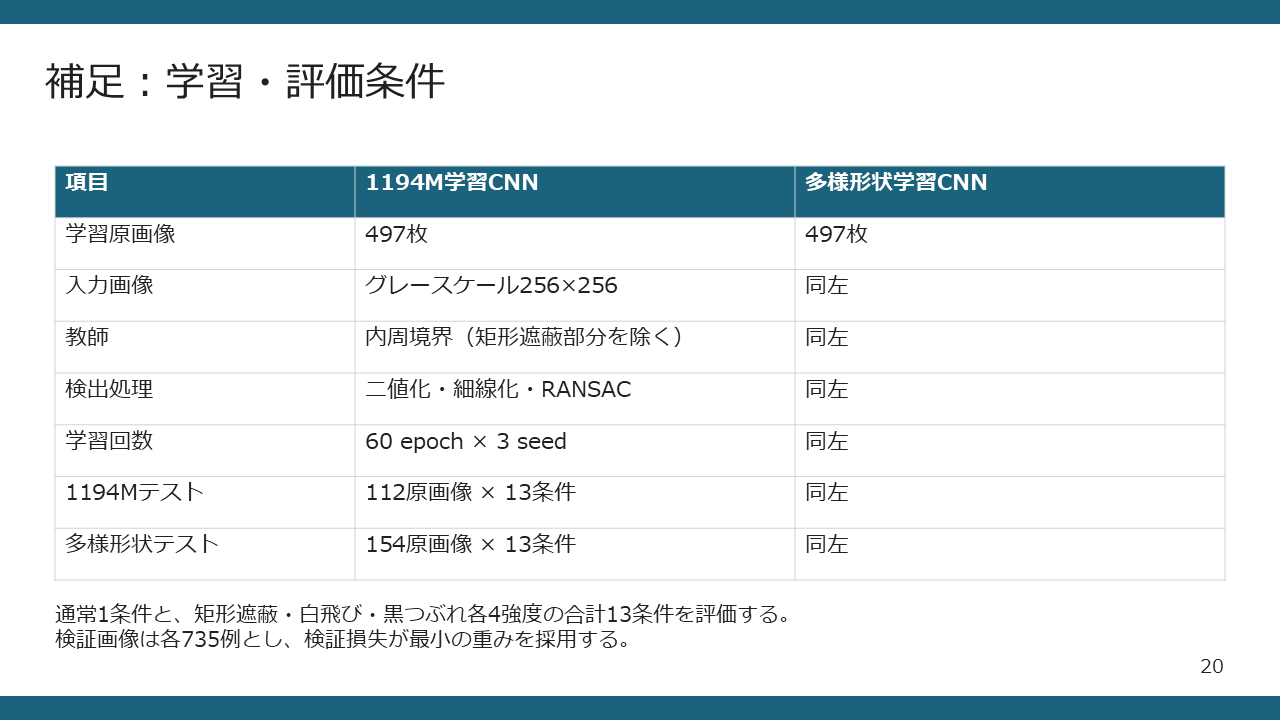 補足：学習・評価条件
項目 1194M学習CNN 多様形状学習CNN
学習原画像 497枚 497枚
入力画像 グレースケール256×256 同左
教師 内周境界（矩形遮蔽部分を除く） 同左
検出処理 二値化・細線化・RANSAC 同左
学習回数 60 epoch × 3 seed 同左
1194Mテスト 112原画像 × 13条件 同左
多様形状テスト 154原画像 × 13条件 同左
通常1条件と、矩形遮蔽・白飛び・黒つぶれ各4強度の合計13条件を評価する。
検証画像は各735例とし、検証損失が最小の重みを採用する。
20